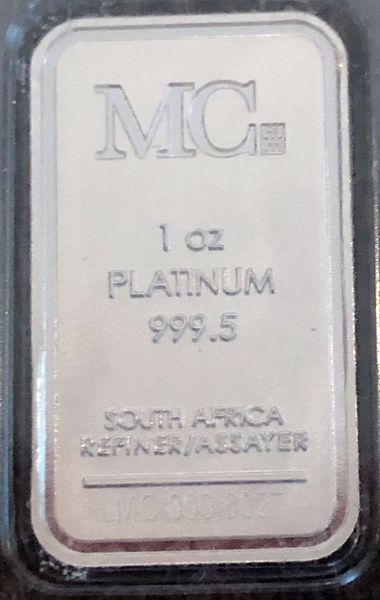 MC
1 oz
PLATINUM
999.5
SOUTH AFRICA
REFINER/ASSAYER